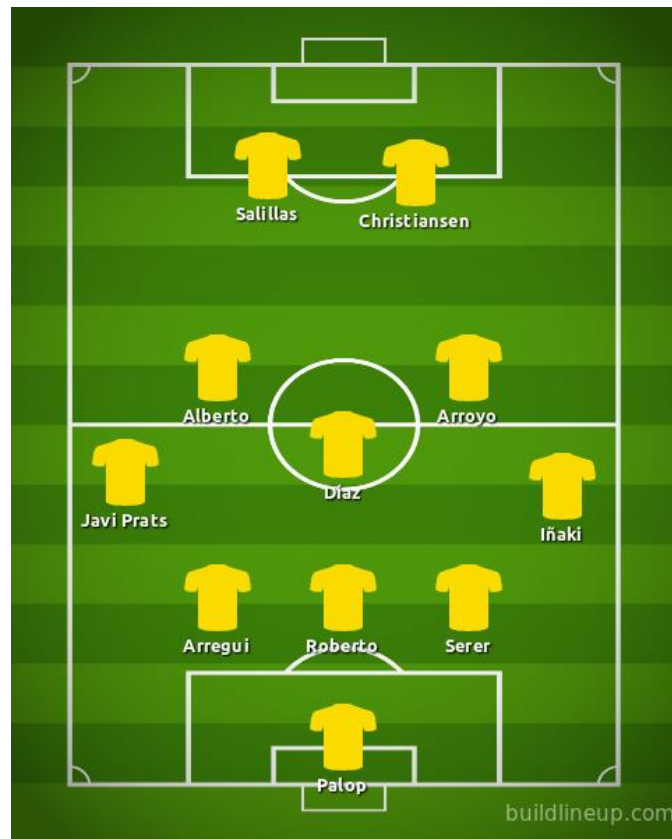 Salillas
Christiansen
Alberto
Arroyo
Díaz
Javi Prats
Iñaki
Arregui
Roberto
Serer
Palop
buildlineup.com